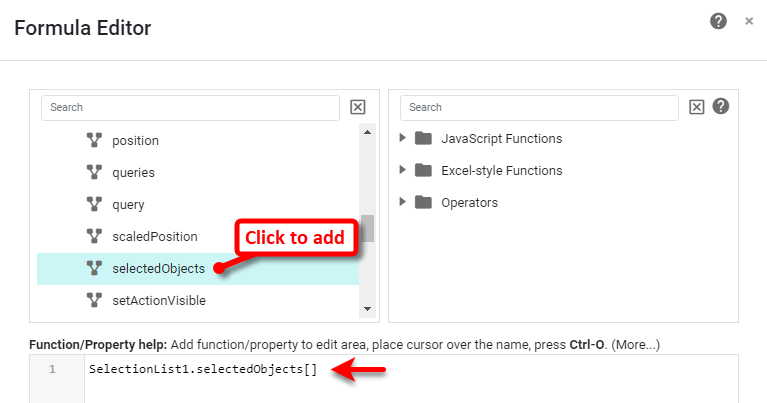 Formula Editor
Search
Search
position
queries
query
scaledPosition
selectedObjects
setActionVisible
Click to add
JavaScript Functions
Excel-style Functions
Operators
Function/Property help: Add function/property to edit area, place cursor over the name, press Ctrl-O. (More...)
1 SelectionList1.selectedObjects[]